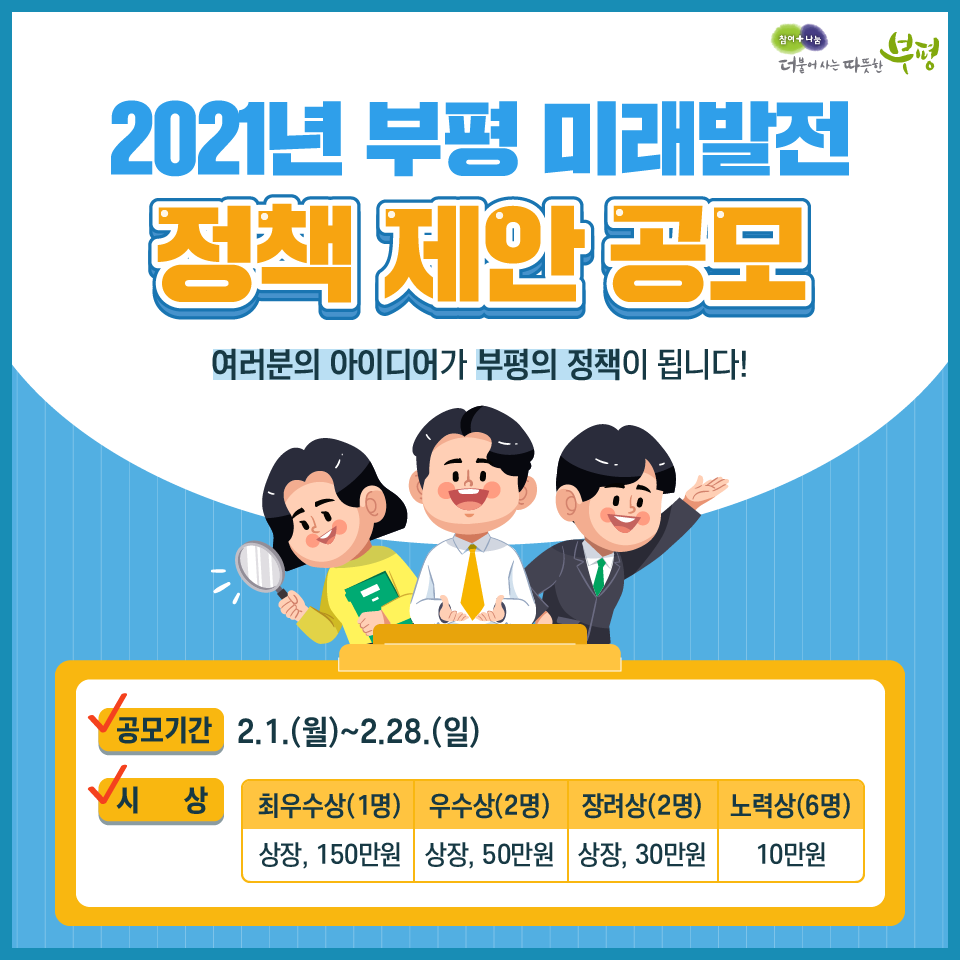 참여+나눔
더불어 사는 따뜻한 부평
2021년 부평 미래발전
정책 제안 공모
여러분의 아이디어가 부평의 정책이 됩니다!
공모기간 2.1.(월)~2.28.(일)
시 상
최우수상(1명) 우수상(2명) 장려상(2명) 노력상(6명)
상장, 150만원 상장, 50만원 상장, 30만원 10만원